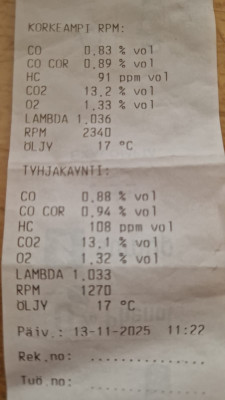 KORKEAMPI RPM:
CO 0,83 % vol
CO COR 0,89 % vol
HC 91 ppm vol
CO2 13,2 % vol
O2 1,33 % vol
LAMBDA 1,036
RPM 2340
ÖLJY 17 °C
TYHJÄKÄYNTI:
CO 0,88 % vol
CO COR 0,94 % vol
HC 108 ppm vol
CO2 13,1 % vol
O2 1,32 % vol
LAMBDA 1,033
RPM 1270
ÖLJY 17 °C
Päiv.: 13-11-2025 11:22
Rek.no: ..............
Tuo.no: ..............